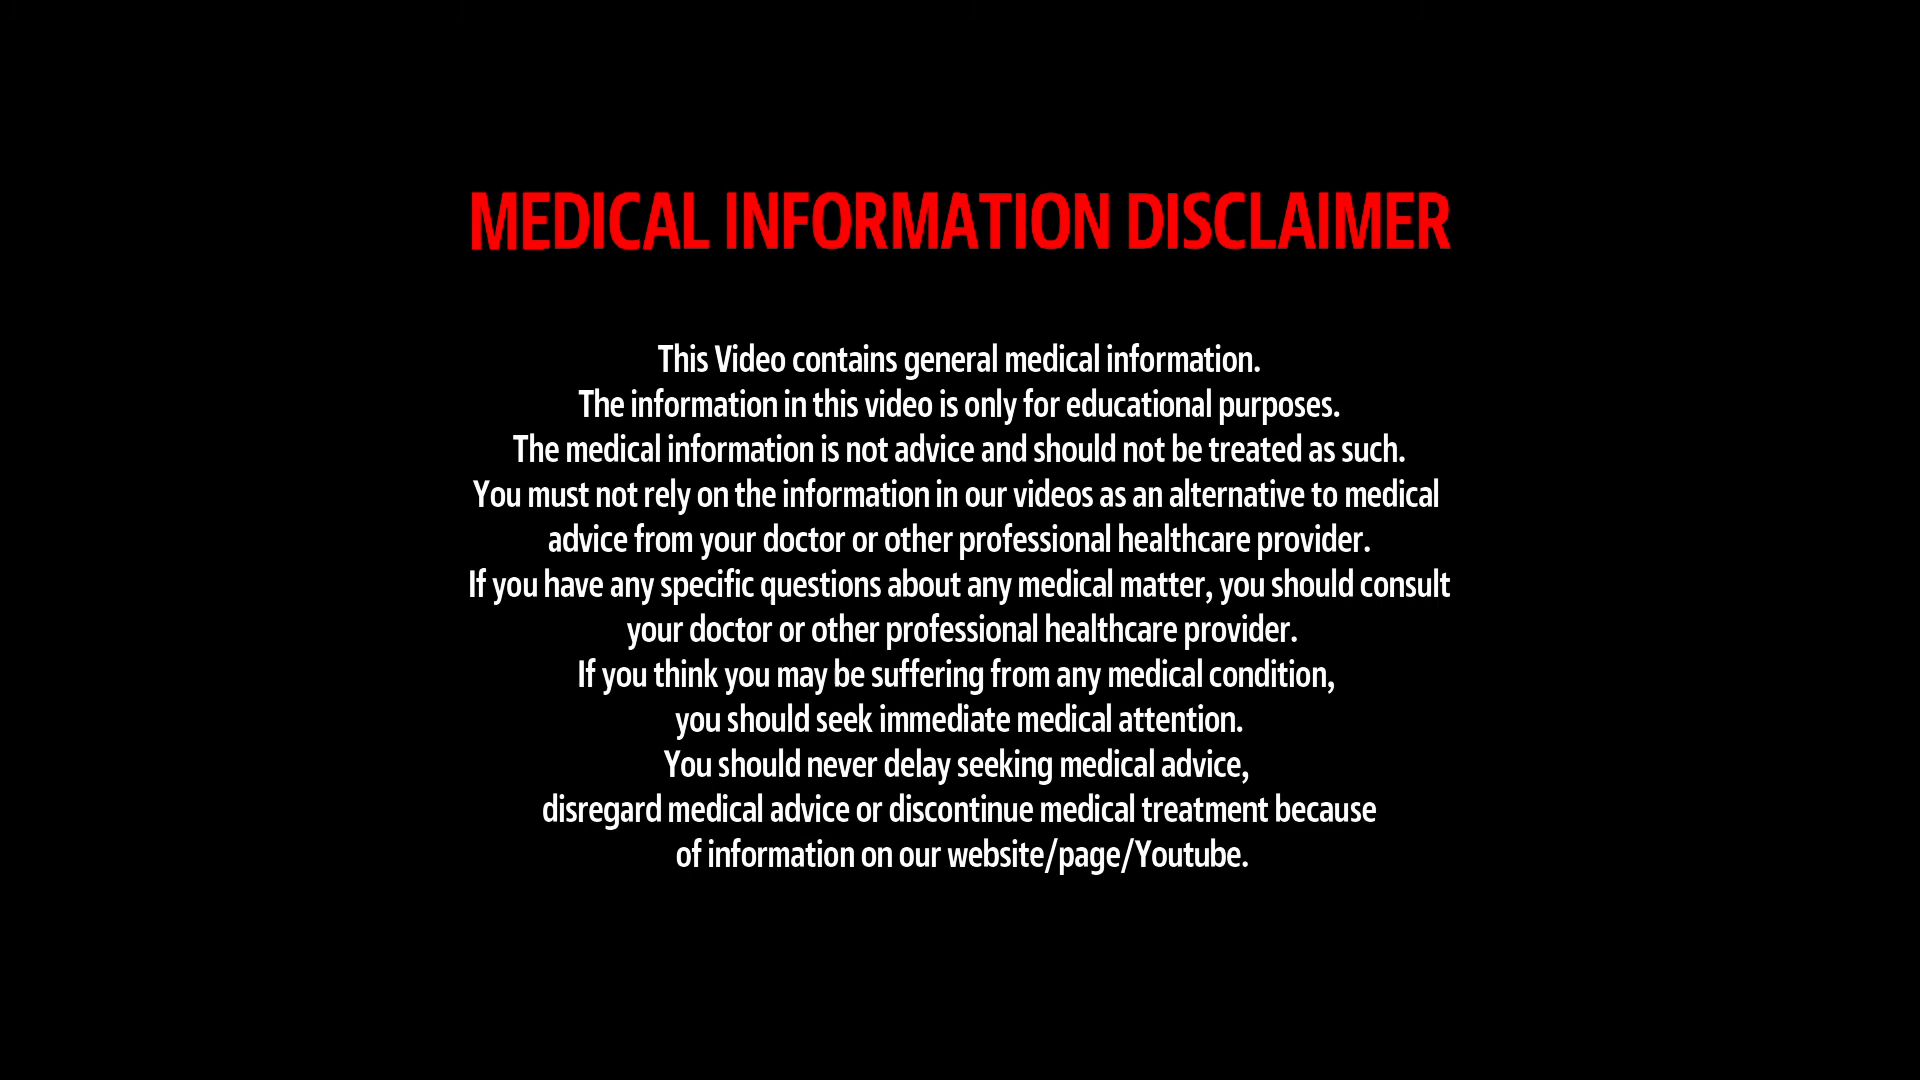 MEDICAL INFORMATION DISCLAIMER
This Video contains general medical information.
The information in this video is only for educational purposes.
The medical information is not advice and should not be treated as such.
You must not rely on the information in our videos as an alternative to medical
advice from your doctor or other professional healthcare provider.
If you have any specific questions about any medical matter, you should consult
your doctor or other professional healthcare provider.
If you think you may be suffering from any medical condition,
you should seek immediate medical attention.
You should never delay seeking medical advice,
disregard medical advice or discontinue medical treatment because
of information on our website/page/Youtube.